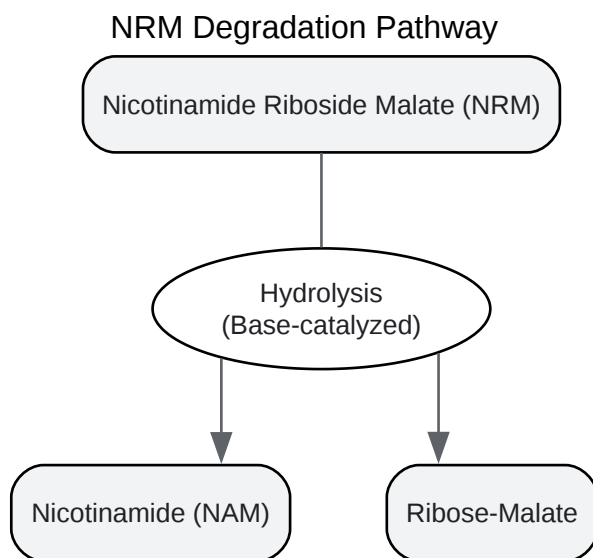 NRM Degradation Pathway
Nicotinamide Riboside Malate (NRM)
Hydrolysis
(Base-catalyzed)
Nicotinamide (NAM)
Ribose-Malate